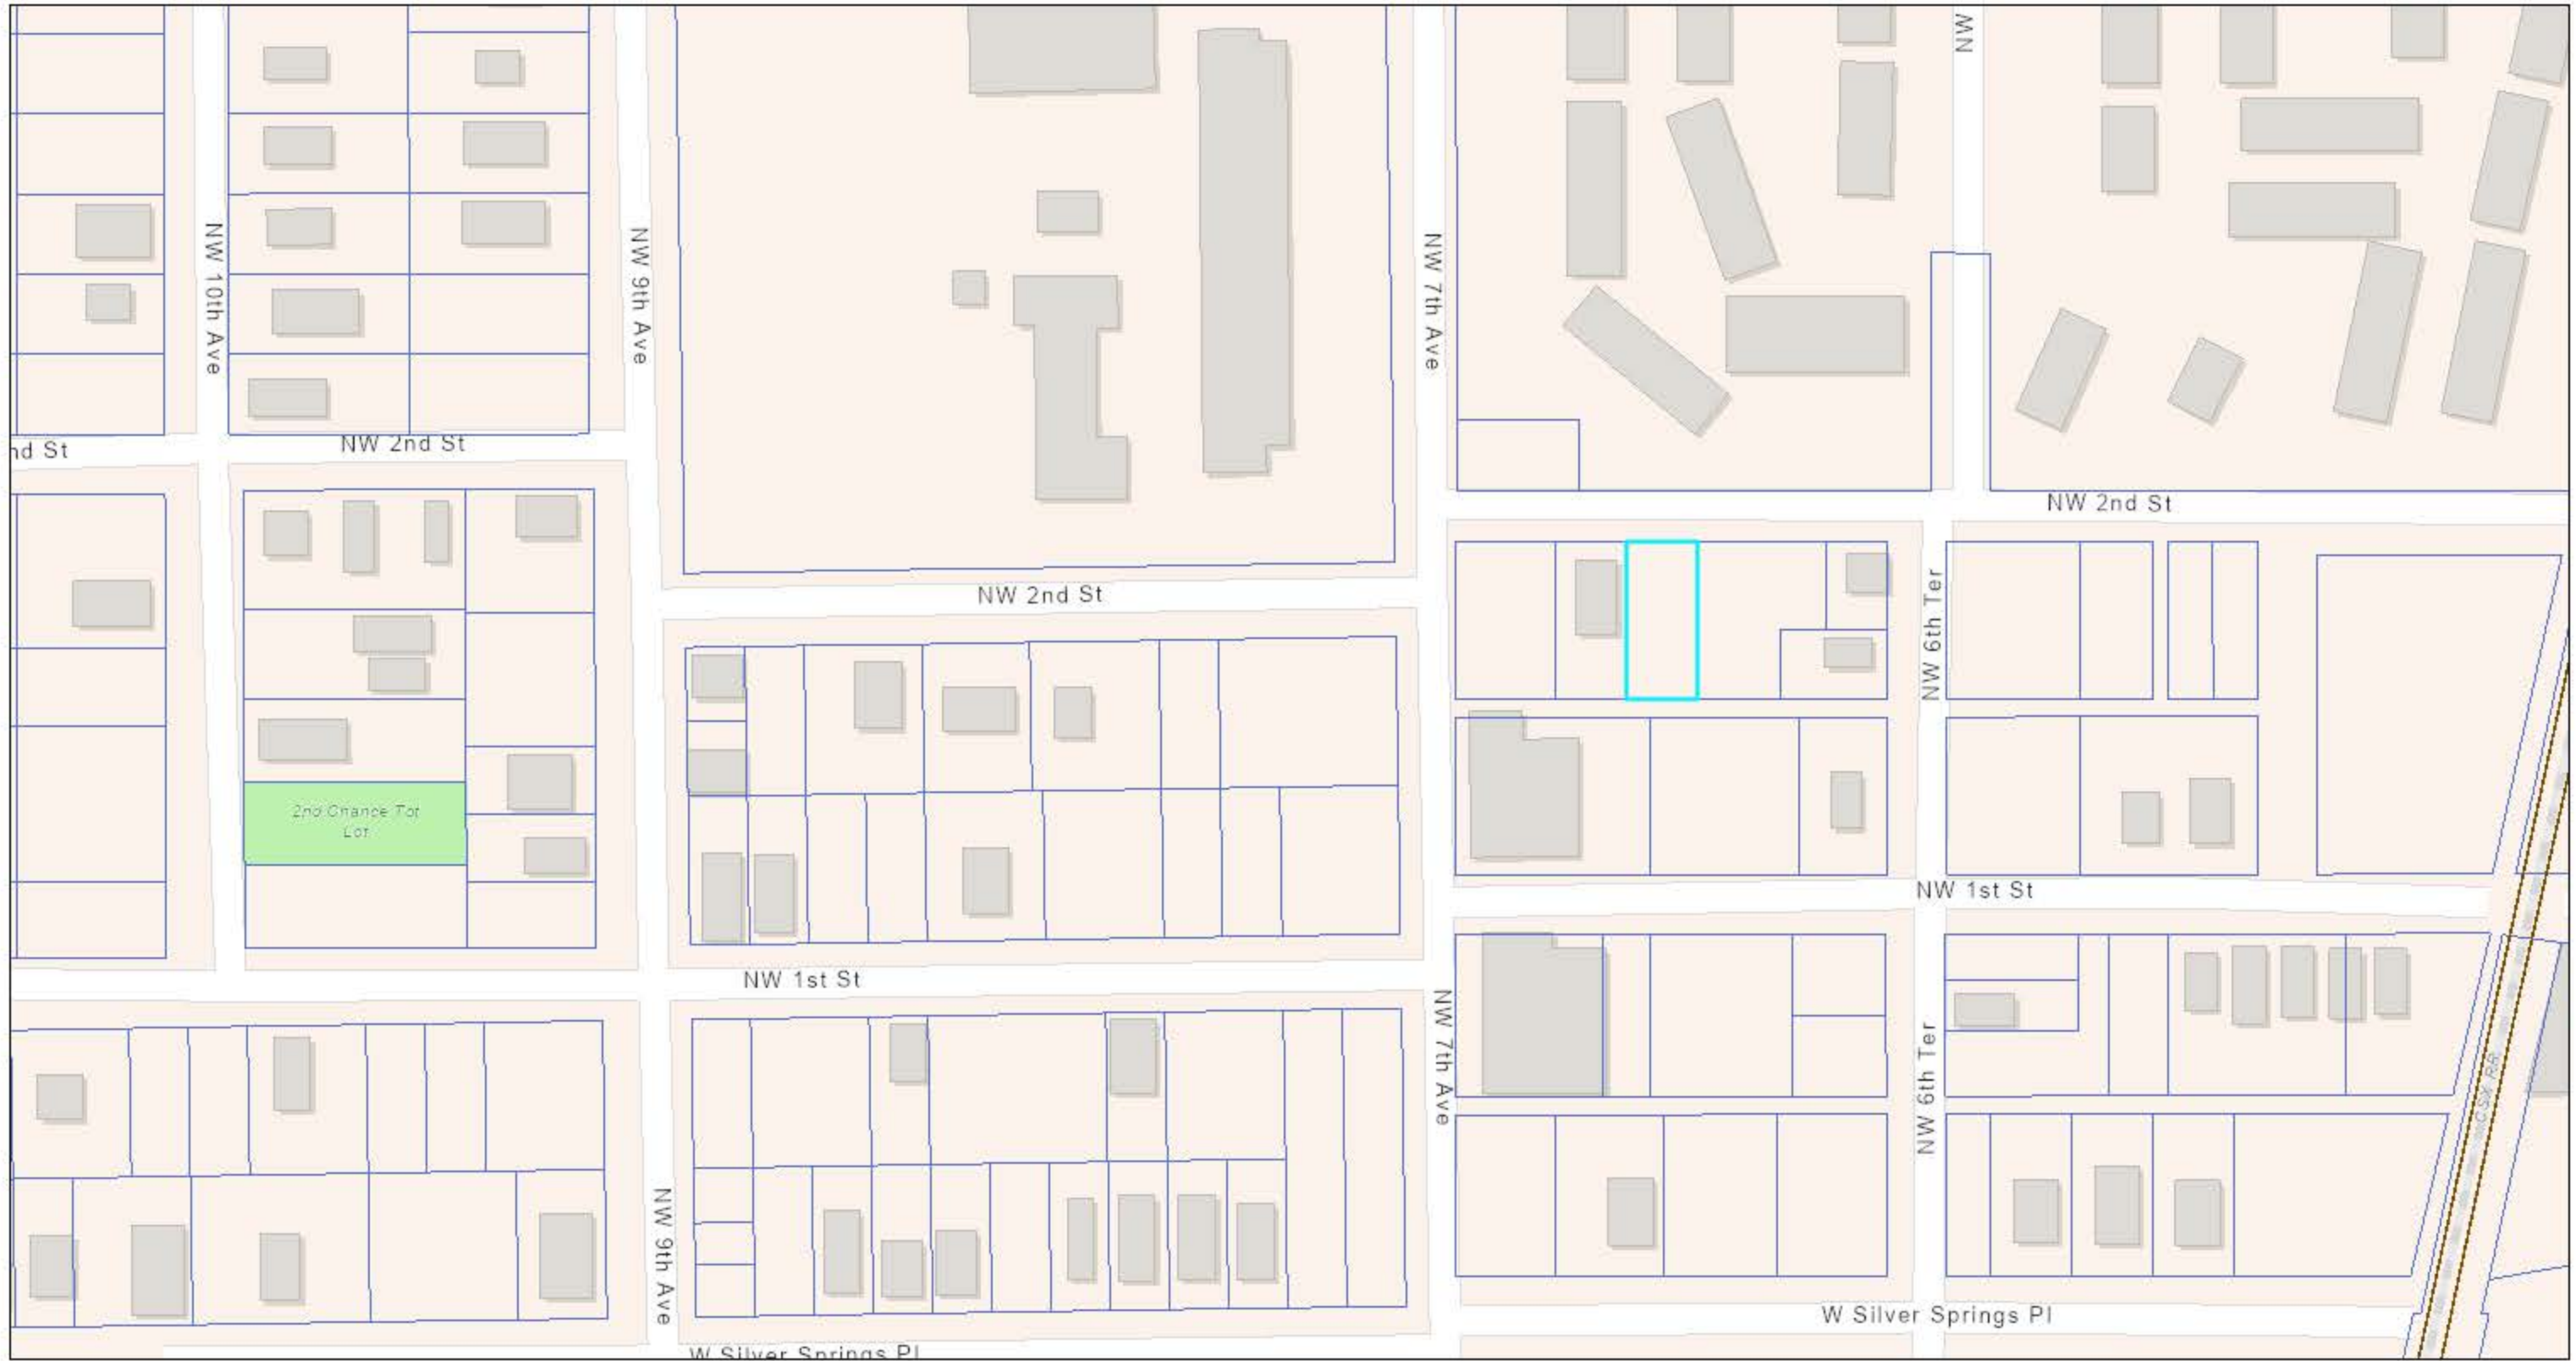 NW
NW 10th Ave
NW 9th Ave
NW 7th Ave
nd St
NW 2nd St
NW 2nd St
NW 2nd St
NW 6th Ter
2nd Chance Tot
Lot
NW 1st St
NW 1st St
NW 7th Ave
NW 6th Ter
CSX RR
NW 9th Ave
W Silver Springs Pl
W Silver Springs Pl